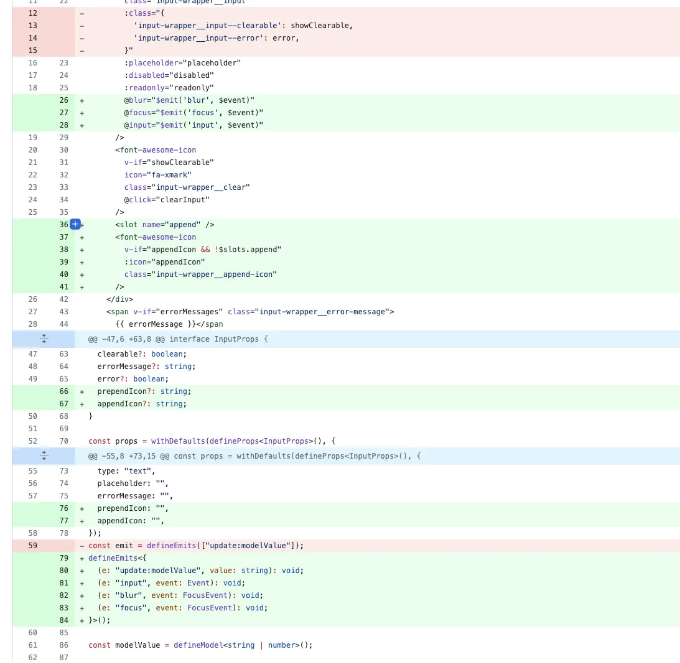 11 22 class="input-wrapper__input"
12 - :class="{
13 - 'input-wrapper__input--clearable': showClearable,
14 - 'input-wrapper__input--error': error,
15 - }"
16 23 :placeholder="placeholder"
17 24 :disabled="disabled"
18 25 :readonly="readonly"
26 + @blur="$emit('blur', $event)"
27 + @focus="$emit('focus', $event)"
28 + @input="$emit('input', $event)"
19 29 />
20 30 <font-awesome-icon
21 31 v-if="showClearable"
22 32 icon="fa-xmark"
23 33 class="input-wrapper__clear"
24 34 @click="clearInput"
25 35 />
36 + <slot name="append" />
37 + <font-awesome-icon
38 + v-if="appendIcon && !$slots.append"
39 + :icon="appendIcon"
40 + class="input-wrapper__append-icon"
41 + />
26 42 </div>
27 43 <span v-if="errorMessages" class="input-wrapper__error-message">
28 44 {{ errorMessage }}</span
@@ -47,6 +63,8 @@ interface InputProps {
47 63 clearable?: boolean;
48 64 errorMessage?: string;
49 65 error?: boolean;
66 + prependIcon?: string;
67 + appendIcon?: string;
50 68 }
51 69
52 70 const props = withDefaults(defineProps<InputProps>(), {
@@ -55,8 +73,15 @@ const props = withDefaults(defineProps<InputProps>(), {
55 73 type: "text",
56 74 placeholder: "",
57 75 errorMessage: "",
76 + prependIcon: "",
77 + appendIcon: "",
58 78 });
59 - const emit = defineEmits(["update:modelValue"]);
79 + defineEmits<{
80 + (e: "update:modelValue", value: string): void;
81 + (e: "input", event: Event): void;
82 + (e: "blur", event: FocusEvent): void;
83 + (e: "focus", event: FocusEvent): void;
84 + }>();
60 85
61 86 const modelValue = defineModel<string | number>();
62 87